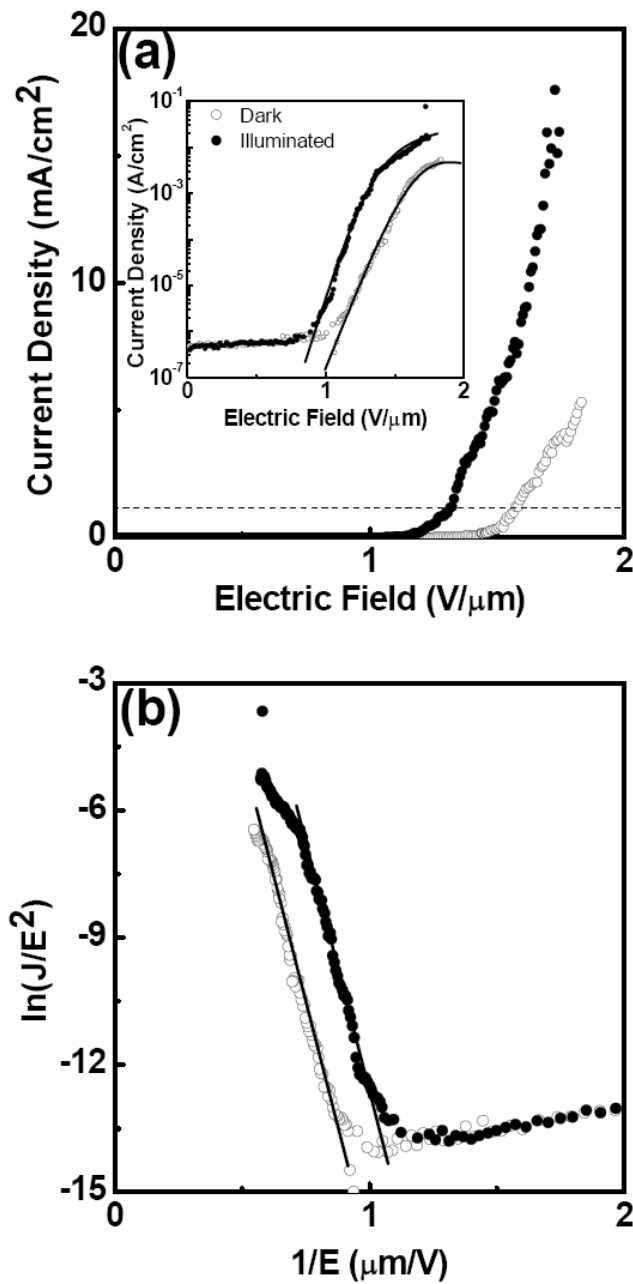 (a)
20
10
0
0
1
2
Current Density (mA/cm²)
Electric Field (V/μm)
Dark
Illuminated
10⁻¹
10⁻³
10⁻⁵
10⁻⁷
0
1
2
Current Density (A/cm²)
Electric Field (V/μm)
(b)
-3
-6
-9
-12
-15
0
1
2
ln(J/E²)
1/E (μm/V)